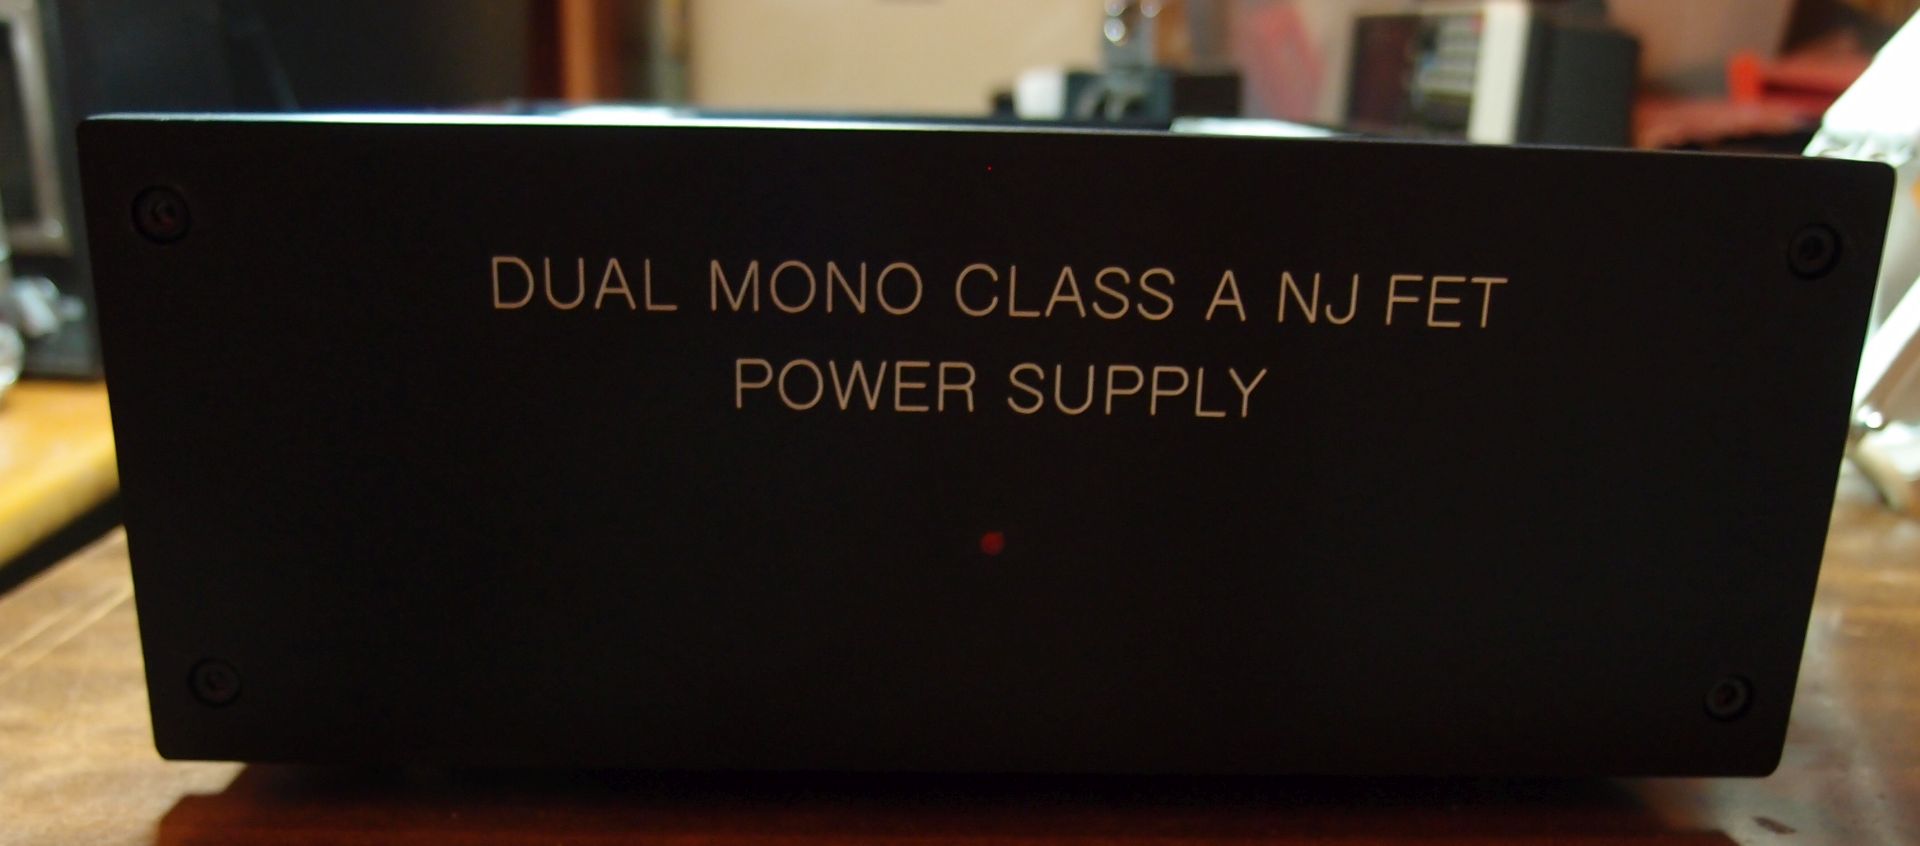 DUAL MONO CLASS A NJ FET
POWER SUPPLY